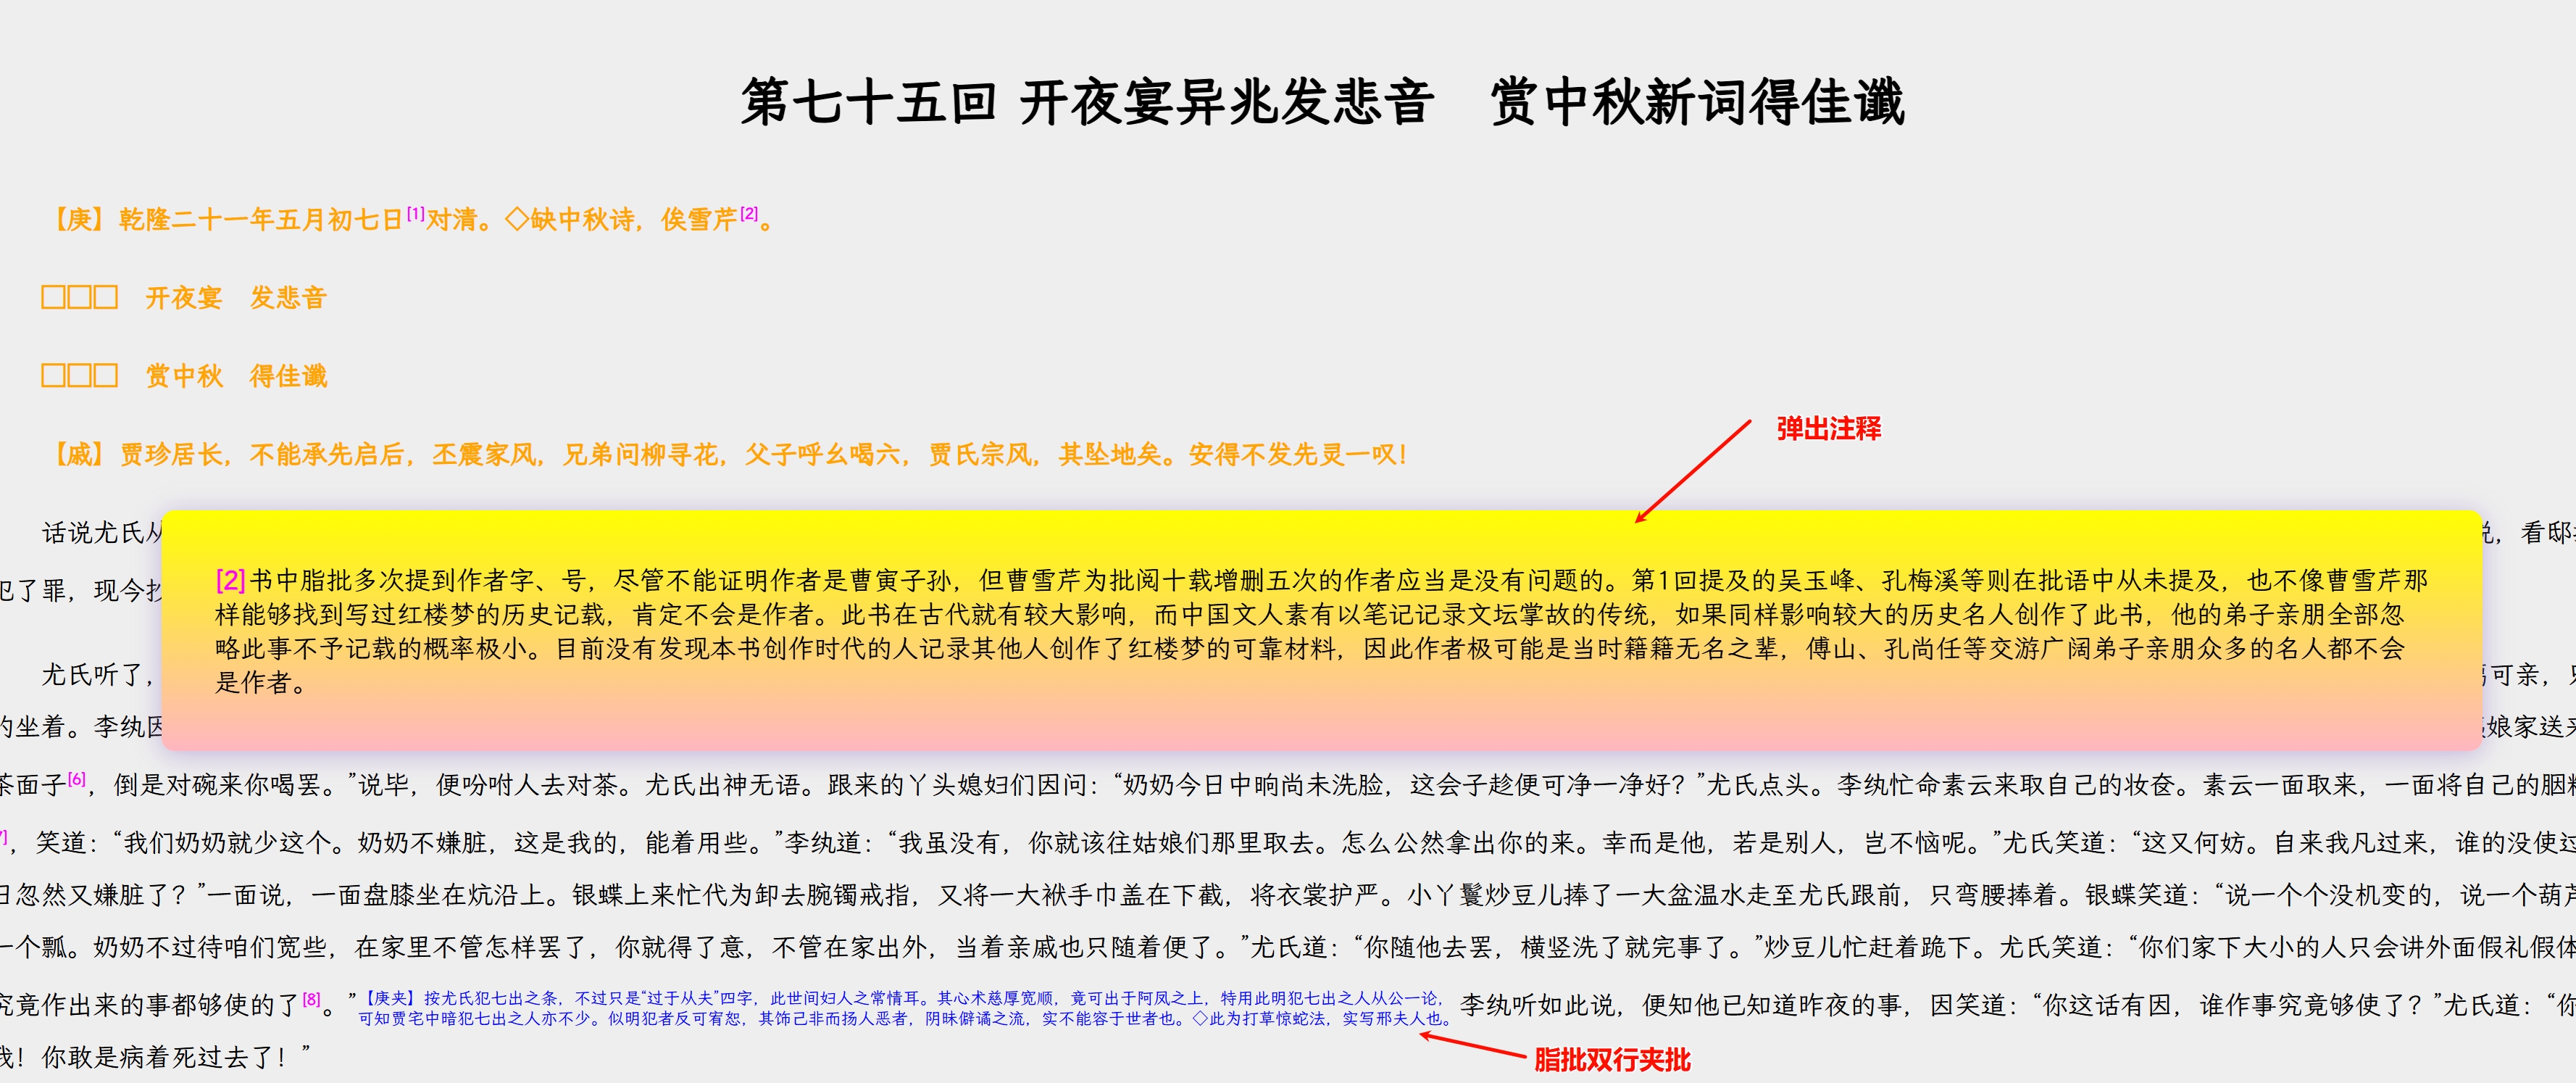 第七十五回 开夜宴异兆发悲音　赏中秋新词得佳谶
【庚】乾隆二十一年五月初七日[1]对清。◇缺中秋诗，俟雪芹[2]。
□□□　开夜宴　发悲音
□□□　赏中秋　得佳谶
弹出注释
【戚】贾珍居长，不能承先启后，丕震家风，兄弟问柳寻花，父子呼幺喝六，贾氏宗风，其坠地矣。安得不发先灵一叹！
话说尤氏从 说，看邸
犯了罪，现今抄
[2]书中脂批多次提到作者字、号，尽管不能证明作者是曹寅子孙，但曹雪芹为批阅十载增删五次的作者应当是没有问题的。第1回提及的吴玉峰、孔梅溪等则在批语中从未提及，也不像曹雪芹那
样能够找到写过红楼梦的历史记载，肯定不会是作者。此书在古代就有较大影响，而中国文人素有以笔记记录文坛掌故的传统，如果同样影响较大的历史名人创作了此书，他的弟子亲朋全部忽
略此事不予记载的概率极小。目前没有发现本书创作时代的人记录其他人创作了红楼梦的可靠材料，因此作者极可能是当时籍籍无名之辈，傅山、孔尚任等交游广阔弟子亲朋众多的名人都不会
是作者。
尤氏听了， 可亲，
的坐着。李纨因 娘家送来
茶面子[6]，倒是对碗来你喝罢。”说毕，便吩咐人去对茶。尤氏出神无语。跟来的丫头媳妇们因问：“奶奶今日中晌尚未洗脸，这会子趁便可净一净好？”尤氏点头。李纨忙命素云来取自己的妆奁。素云一面取来，一面将自己的胭粉
]，笑道：“我们奶奶就少这个。奶奶不嫌脏，这是我的，能着用些。”李纨道：“我虽没有，你就该往姑娘们那里取去。怎么公然拿出你的来。幸而是他，若是别人，岂不恼呢。”尤氏笑道：“这又何妨。自来我凡过来，谁的没使过
日忽然又嫌脏了？”一面说，一面盘膝坐在炕沿上。银蝶上来忙代为卸去腕镯戒指，又将一大袱手巾盖在下截，将衣裳护严。小丫鬟炒豆儿捧了一大盆温水走至尤氏跟前，只弯腰捧着。银蝶笑道：“说一个个没机变的，说一个葫芦
一个瓢。奶奶不过待咱们宽些，在家里不管怎样罢了，你就得了意，不管在家出外，当着亲戚也只随着便了。”尤氏道：“你随他去罢，横竖洗了就完事了。”炒豆儿忙赶着跪下。尤氏笑道：“你们家下大小的人只会讲外面假礼假体
究竟作出来的事都够使的了[8]。”【庚夹】按尤氏犯七出之条，不过只是“过于从夫”四字，此世间妇人之常情耳。其心术慈厚宽顺，竟可出于阿凤之上，特用此明犯七出之人从公一论，
可知贾宅中暗犯七出之人亦不少。似明犯者反可宥恕，其饰己非而扬人恶者，阴昧僻谲之流，实不能容于世者也。◇此为打草惊蛇法，实写邢夫人也。 李纨听如此说，便知他已知道昨夜的事，因笑道：“你这话有因，谁作事究竟够使了？”尤氏道：“你
我！你敢是病着死过去了！”
脂批双行夹批